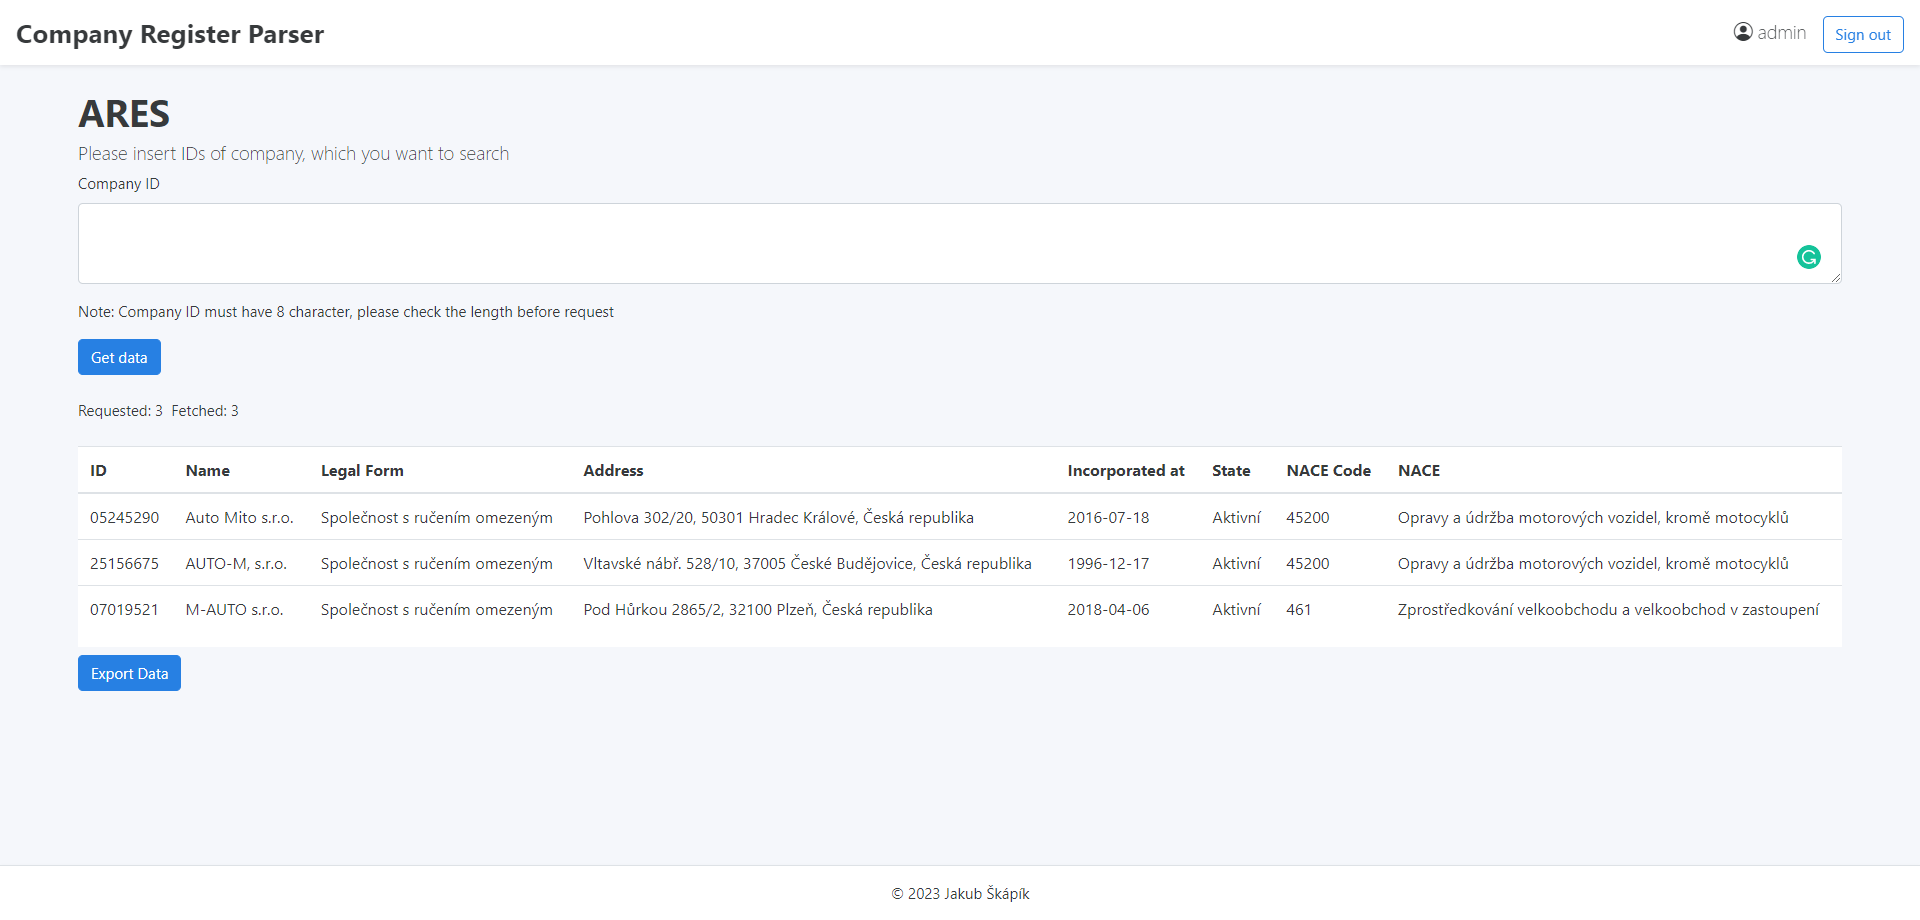 Company Register Parser
admin
Sign out
ARES
Please insert IDs of company, which you want to search
Company ID
Note: Company ID must have 8 character, please check the length before request
Get data
Requested: 3 Fetched: 3
ID Name Legal Form Address Incorporated at State NACE Code NACE
05245290 Auto Mito s.r.o. Společnost s ručením omezeným Pohlova 302/20, 50301 Hradec Králové, Česká republika 2016-07-18 Aktivní 45200 Opravy a údržba motorových vozidel, kromě motocyklů
25156675 AUTO-M, s.r.o. Společnost s ručením omezeným Vltavské nábř. 528/10, 37005 České Budějovice, Česká republika 1996-12-17 Aktivní 45200 Opravy a údržba motorových vozidel, kromě motocyklů
07019521 M-AUTO s.r.o. Společnost s ručením omezeným Pod Hůrkou 2865/2, 32100 Plzeň, Česká republika 2018-04-06 Aktivní 461 Zprostředkování velkoobchodu a velkoobchod v zastoupení
Export Data
© 2023 Jakub Škápík